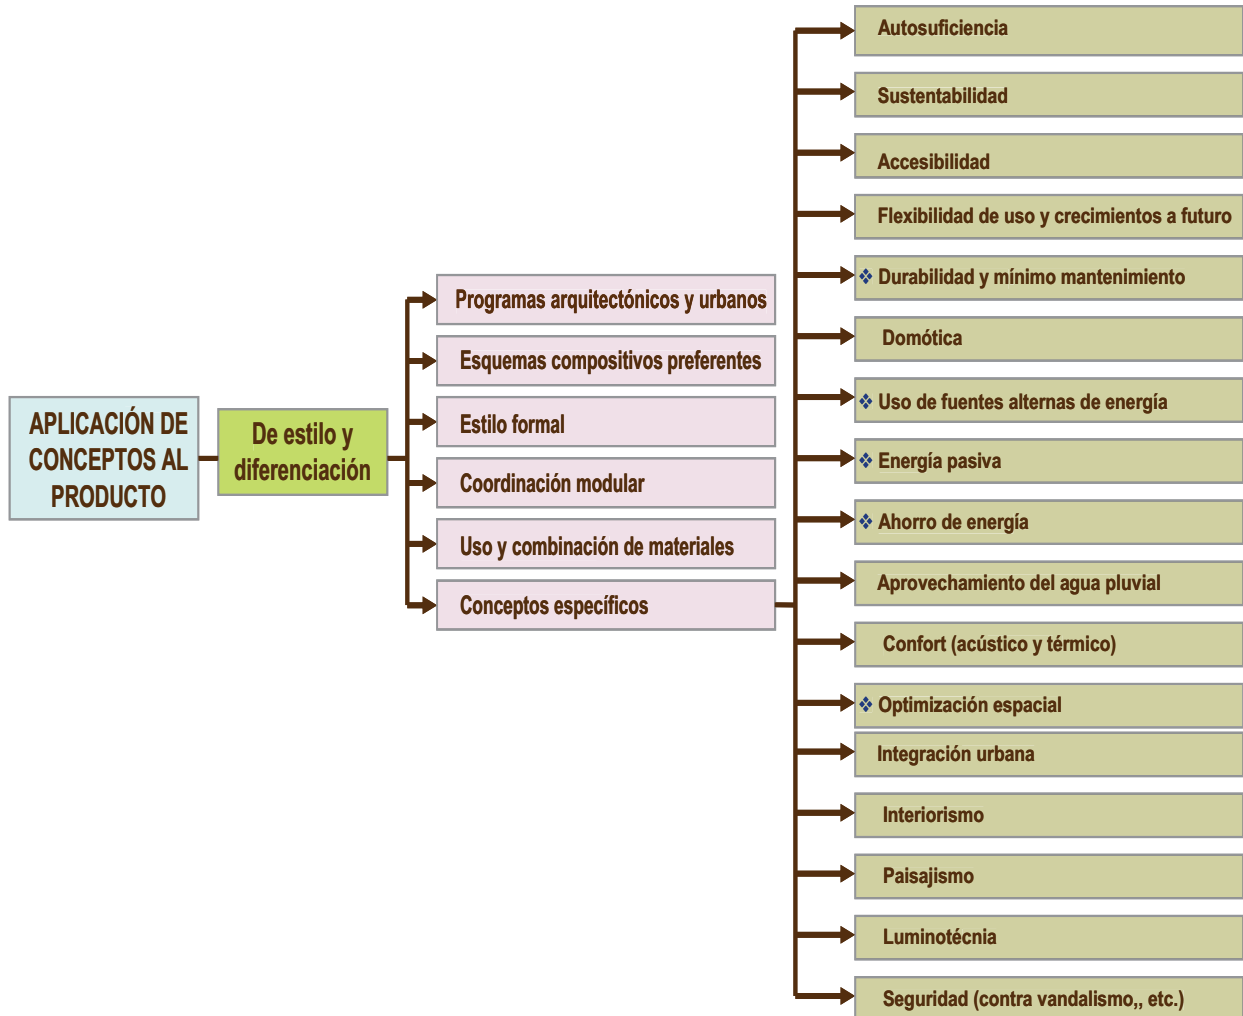 APLICACIÓN DE
CONCEPTOS AL
PRODUCTO
De estilo y
diferenciación
Programas arquitectónicos y urbanos
Esquemas compositivos preferentes
Estilo formal
Coordinación modular
Uso y combinación de materiales
Conceptos específicos
Autosuficiencia
Sustentabilidad
Accesibilidad
Flexibilidad de uso y crecimientos a futuro
❖ Durabilidad y mínimo mantenimiento
Domótica
❖ Uso de fuentes alternas de energía
❖ Energía pasiva
❖ Ahorro de energía
Aprovechamiento del agua pluvial
Confort (acústico y térmico)
❖ Optimización espacial
Integración urbana
Interiorismo
Paisajismo
Luminotécnia
Seguridad (contra vandalismo,, etc.)